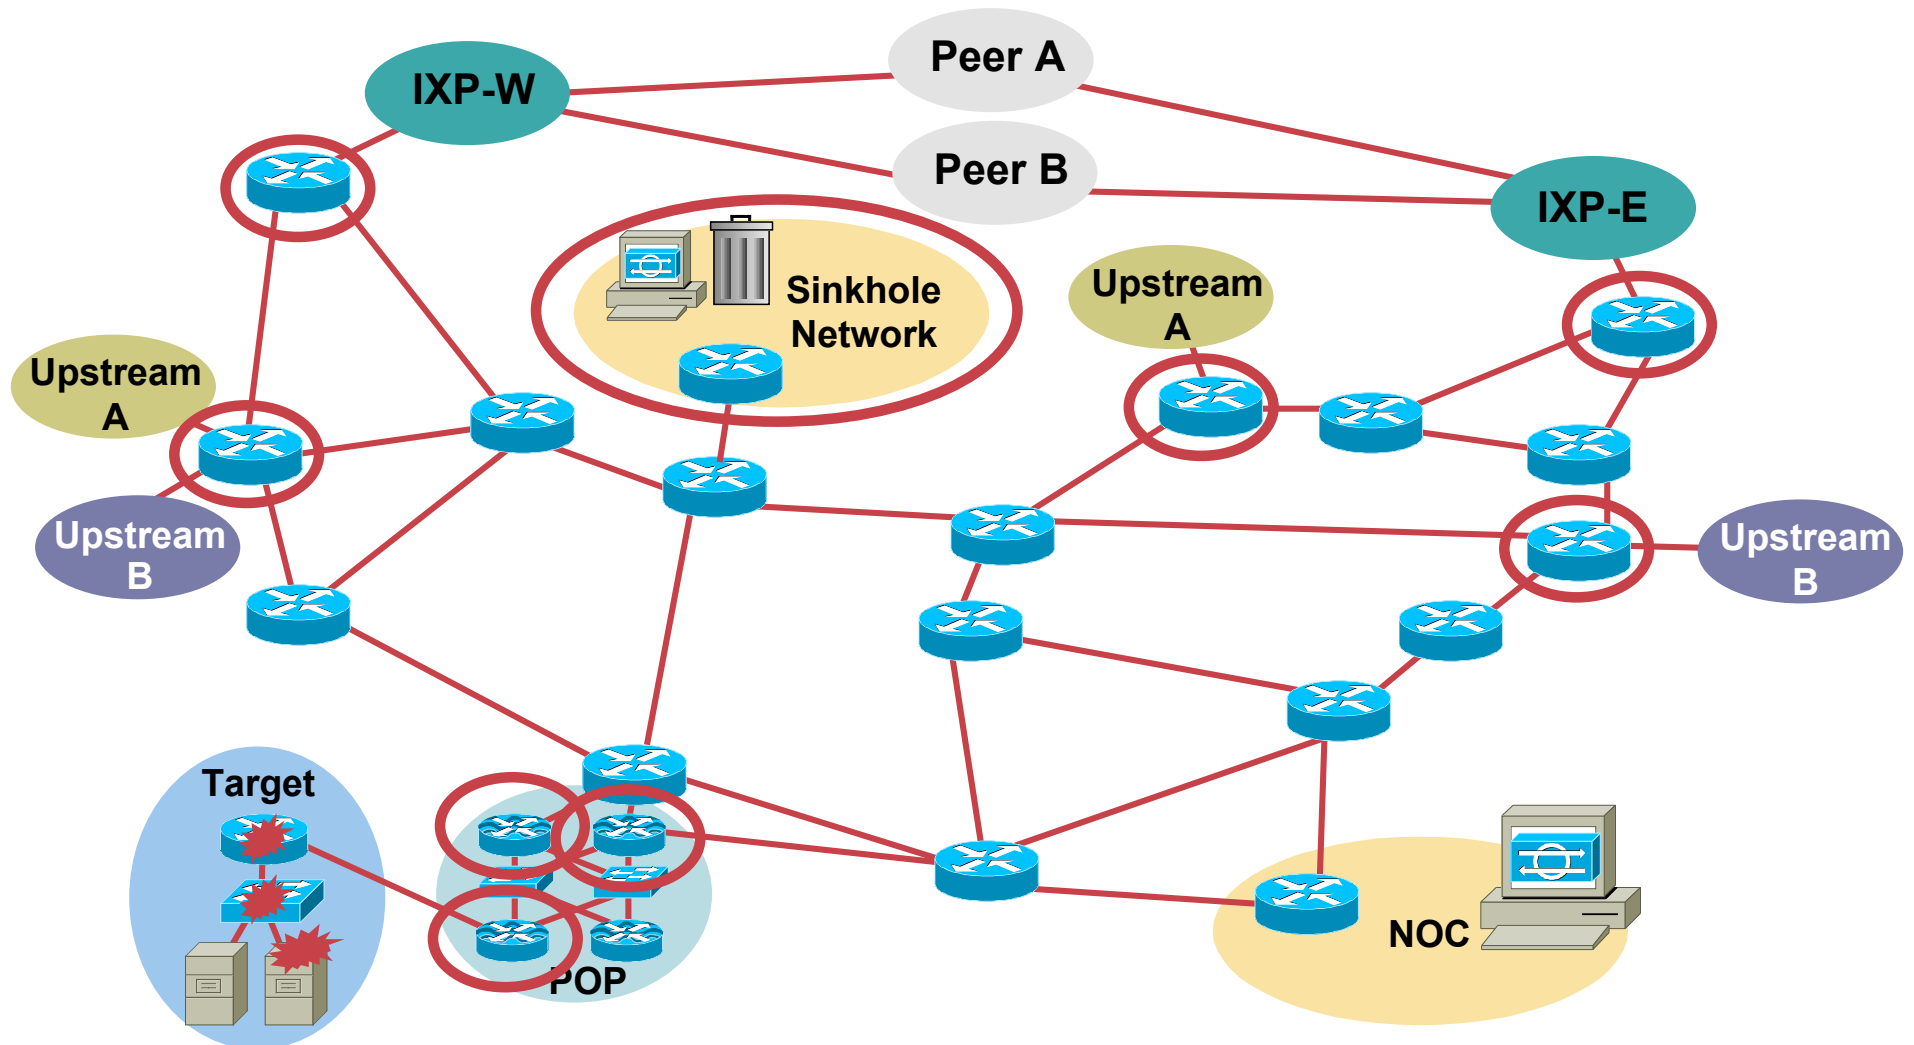 Peer A
IXP-W
Peer B
IXP-E
Sinkhole
Network
Upstream
A
Upstream
A
Upstream
B
Upstream
B
Target
POP
NOC